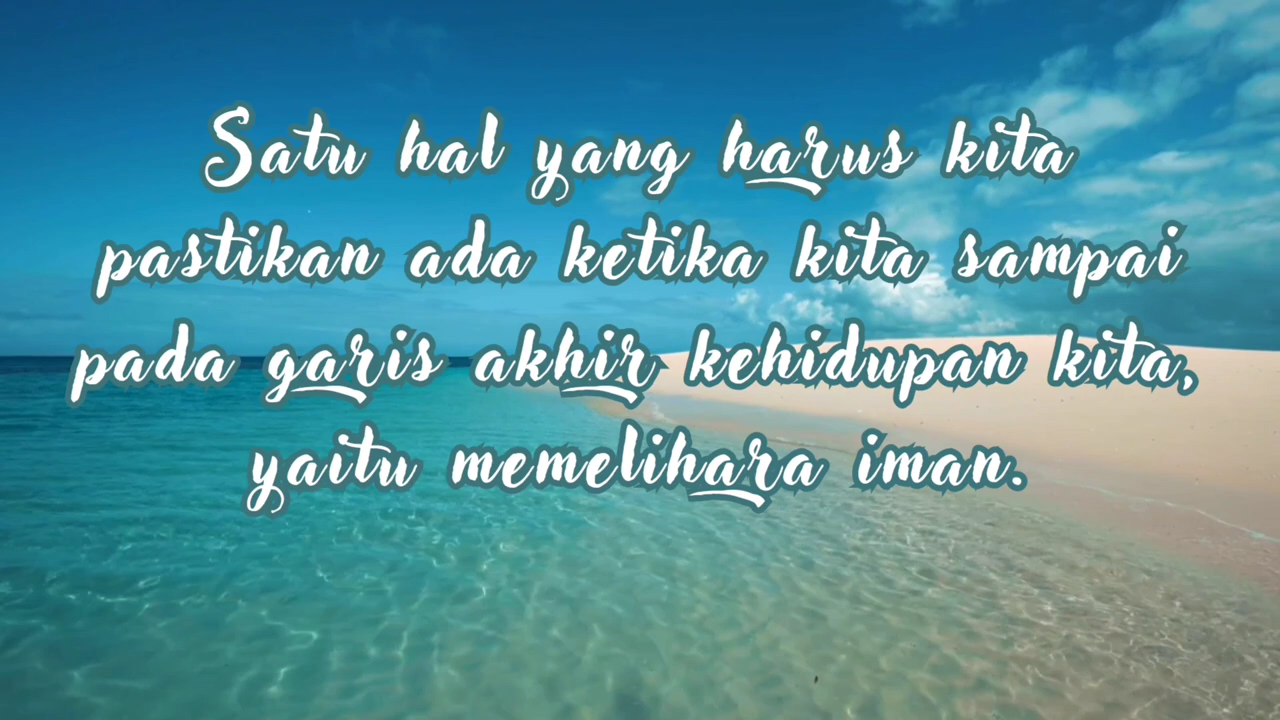 Satu hal yang harus kita
pastikan ada ketika kita sampai
pada garis akhir kehidupan kita,
yaitu memelihara iman.